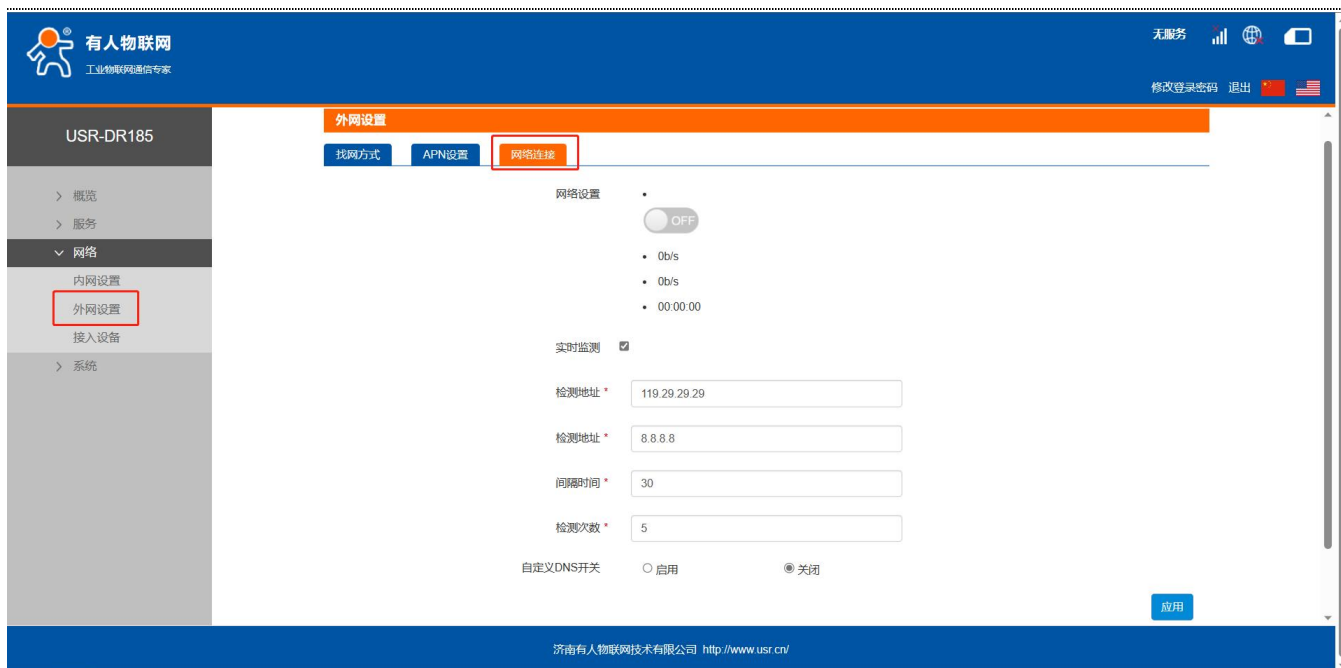 有人物联网
®
工业物联网通信专家
无服务
修改登录密码 退出
USR-DR185
概览
服务
网络
内网设置
外网设置
接入设备
系统
外网设置
找网方式 APN设置 网络连接
网络设置
OFF
0b/s
0b/s
00:00:00
实时监测
检测地址 * 119.29.29.29
检测地址 * 8.8.8.8
间隔时间 * 30
检测次数 * 5
自定义DNS开关 启用 关闭
应用
济南有人物联网技术有限公司 http://www.usr.cn/